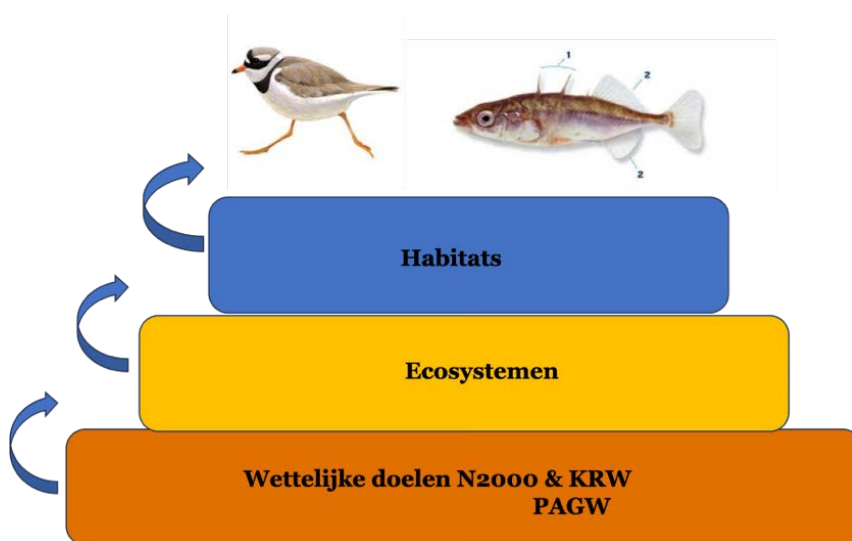 1
2
2
Habitats
Ecosystemen
Wettelijke doelen N2000 & KRW
PAGW